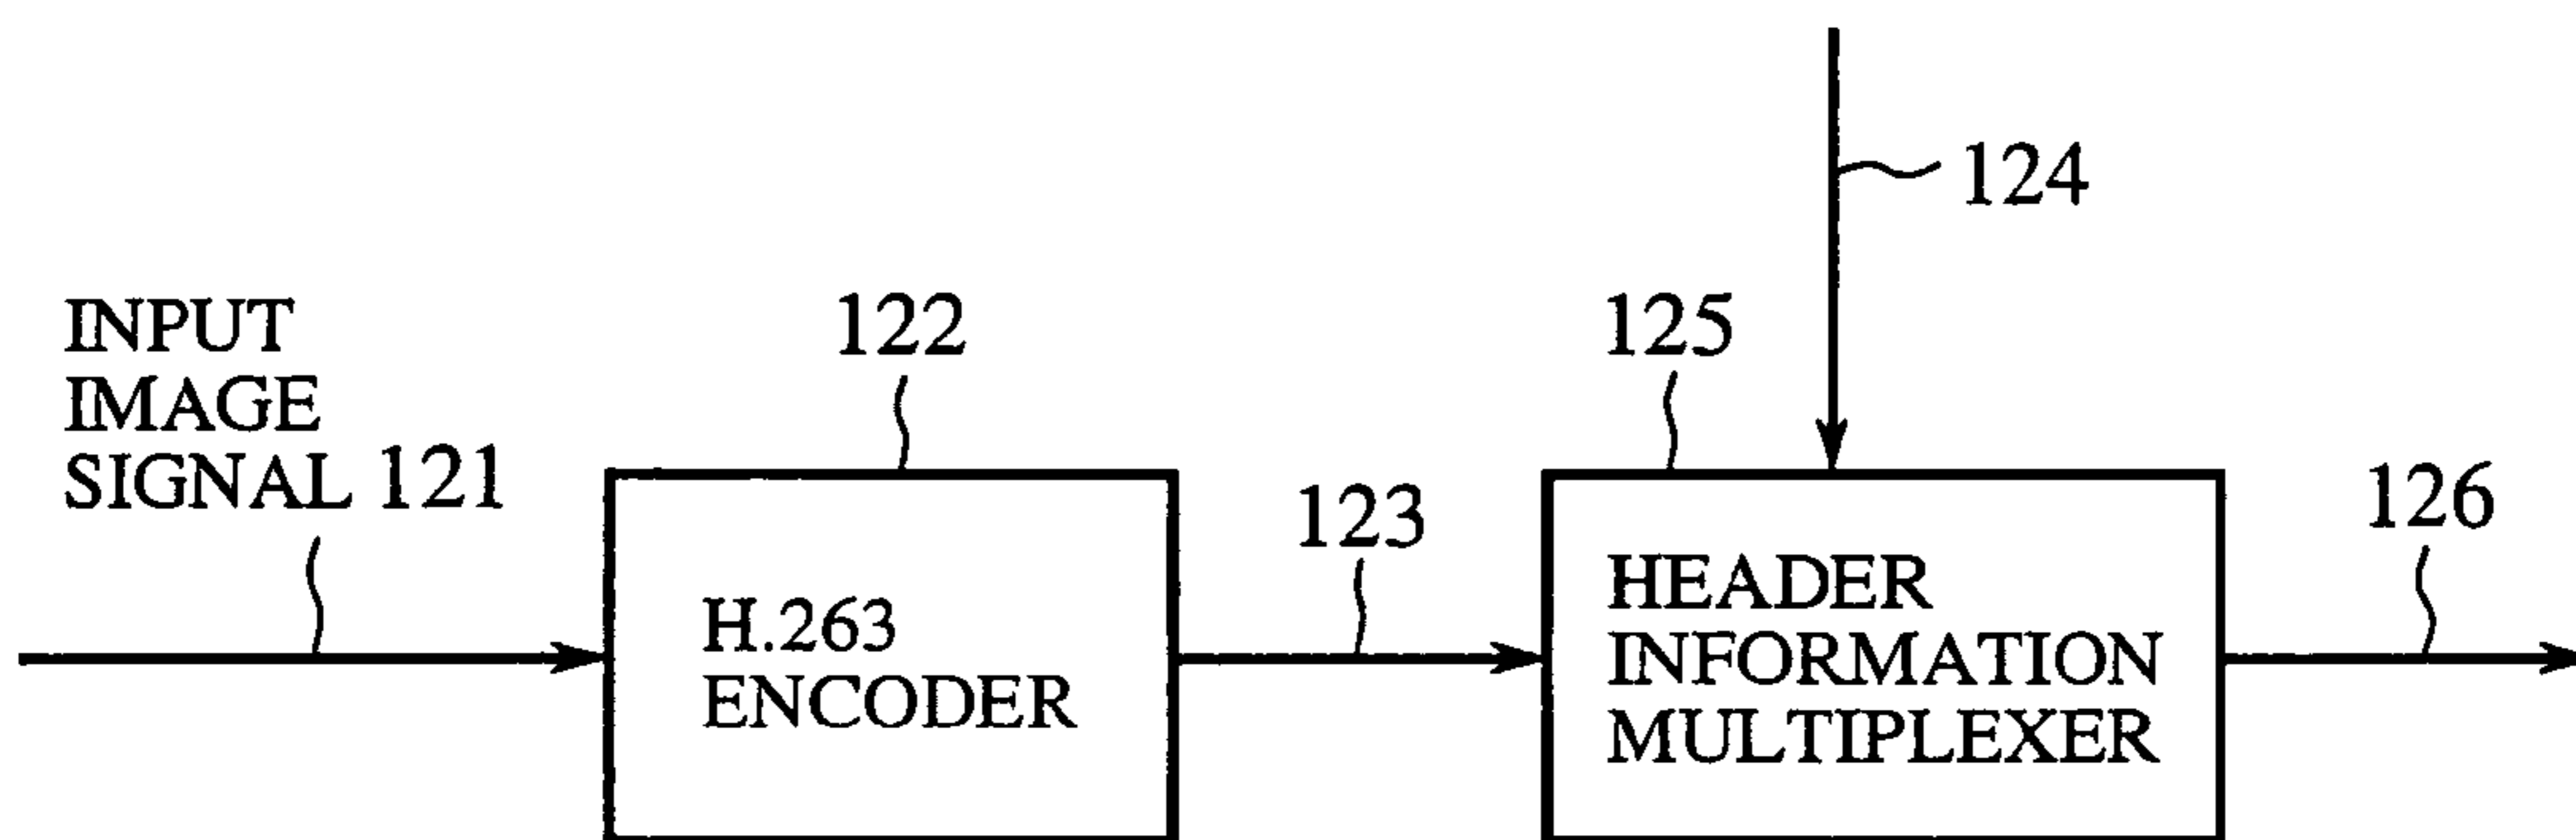 124
INPUT
IMAGE
SIGNAL 121
122
125
123
126
H.263
ENCODER
HEADER
INFORMATION
MULTIPLEXER